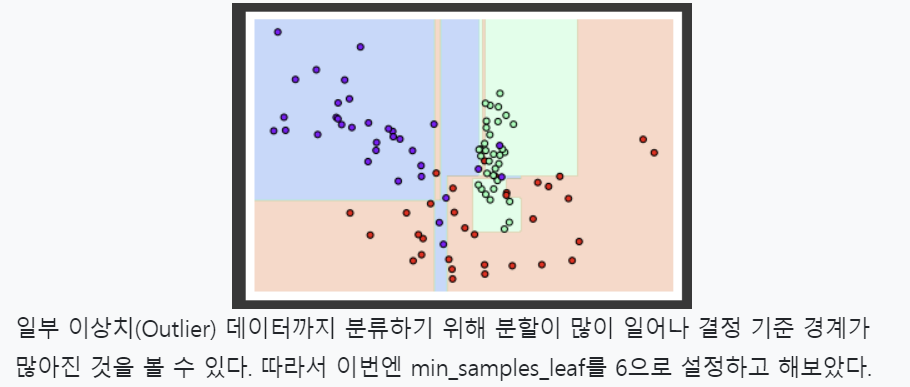 일부 이상치(Outlier) 데이터까지 분류하기 위해 분할이 많이 일어나 결정 기준 경계가
많아진 것을 볼 수 있다. 따라서 이번엔 min_samples_leaf를 6으로 설정하고 해보았다.